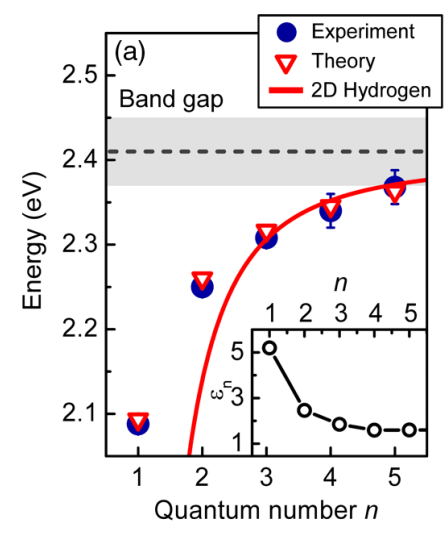 (a)
Experiment
Theory
2D Hydrogen
Band gap
2.5
2.4
2.3
2.2
2.1
Energy (eV)
n
1 2 3 4 5
5
3
1
εn
1 2 3 4 5
Quantum number n